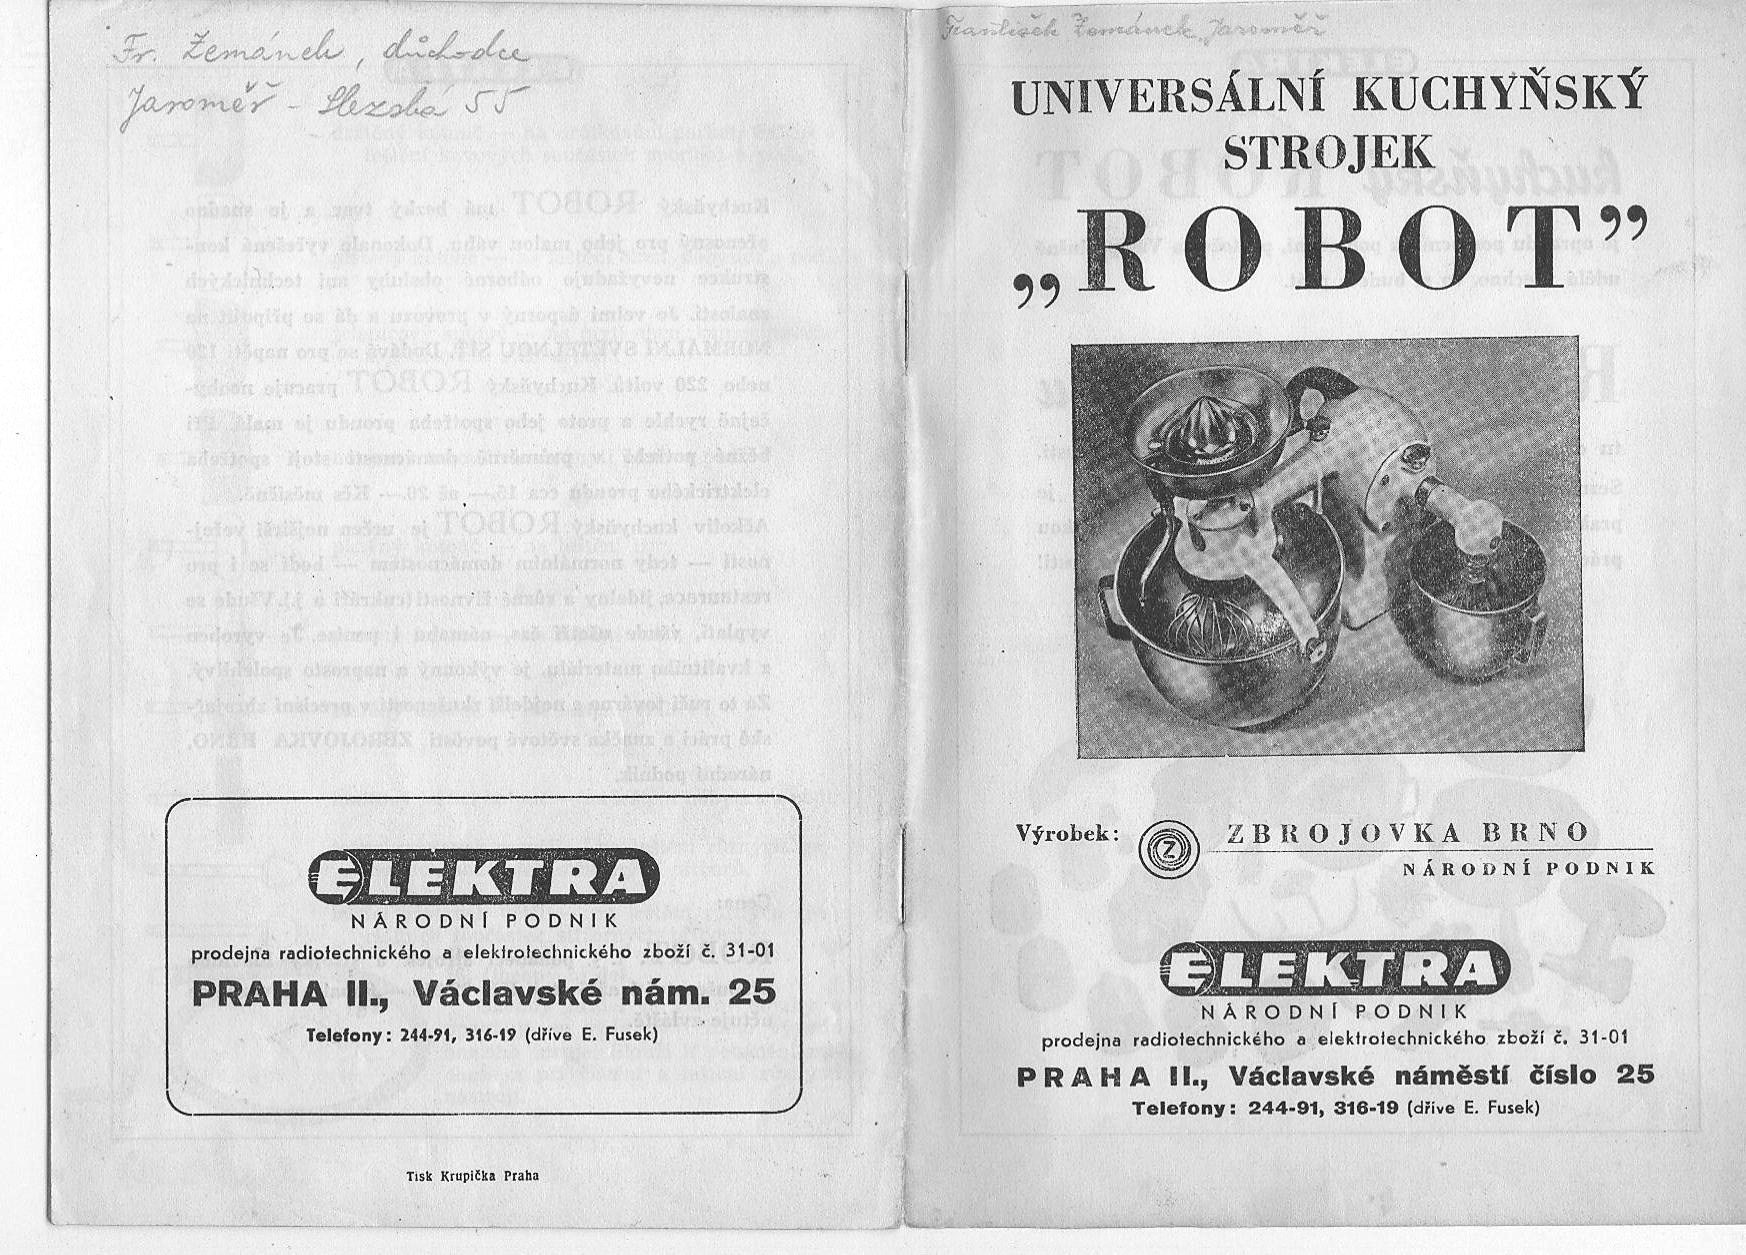 Fr. Žemánek, důchodce
Jaroměř - Slezská 55
ELEKTRA
NÁRODNÍ PODNIK
prodejna radiotechnického a elektrotechnického zboží č. 31-01
PRAHA II., Václavské nám. 25
Telefony: 244-91, 316-19 (dříve E. Fusek)
Tisk Krupička Praha
František Žemánek, Jaroměř
UNIVERSÁLNÍ KUCHYŇSKÝ
STROJEK
„ROBOT”
Výrobek: Z ZBROJOVKA BRNO
NÁRODNÍ PODNIK
ELEKTRA
NÁRODNÍ PODNIK
prodejna radiotechnického a elektrotechnického zboží č. 31-01
PRAHA II., Václavské náměstí číslo 25
Telefony: 244-91, 316-19 (dříve E. Fusek)